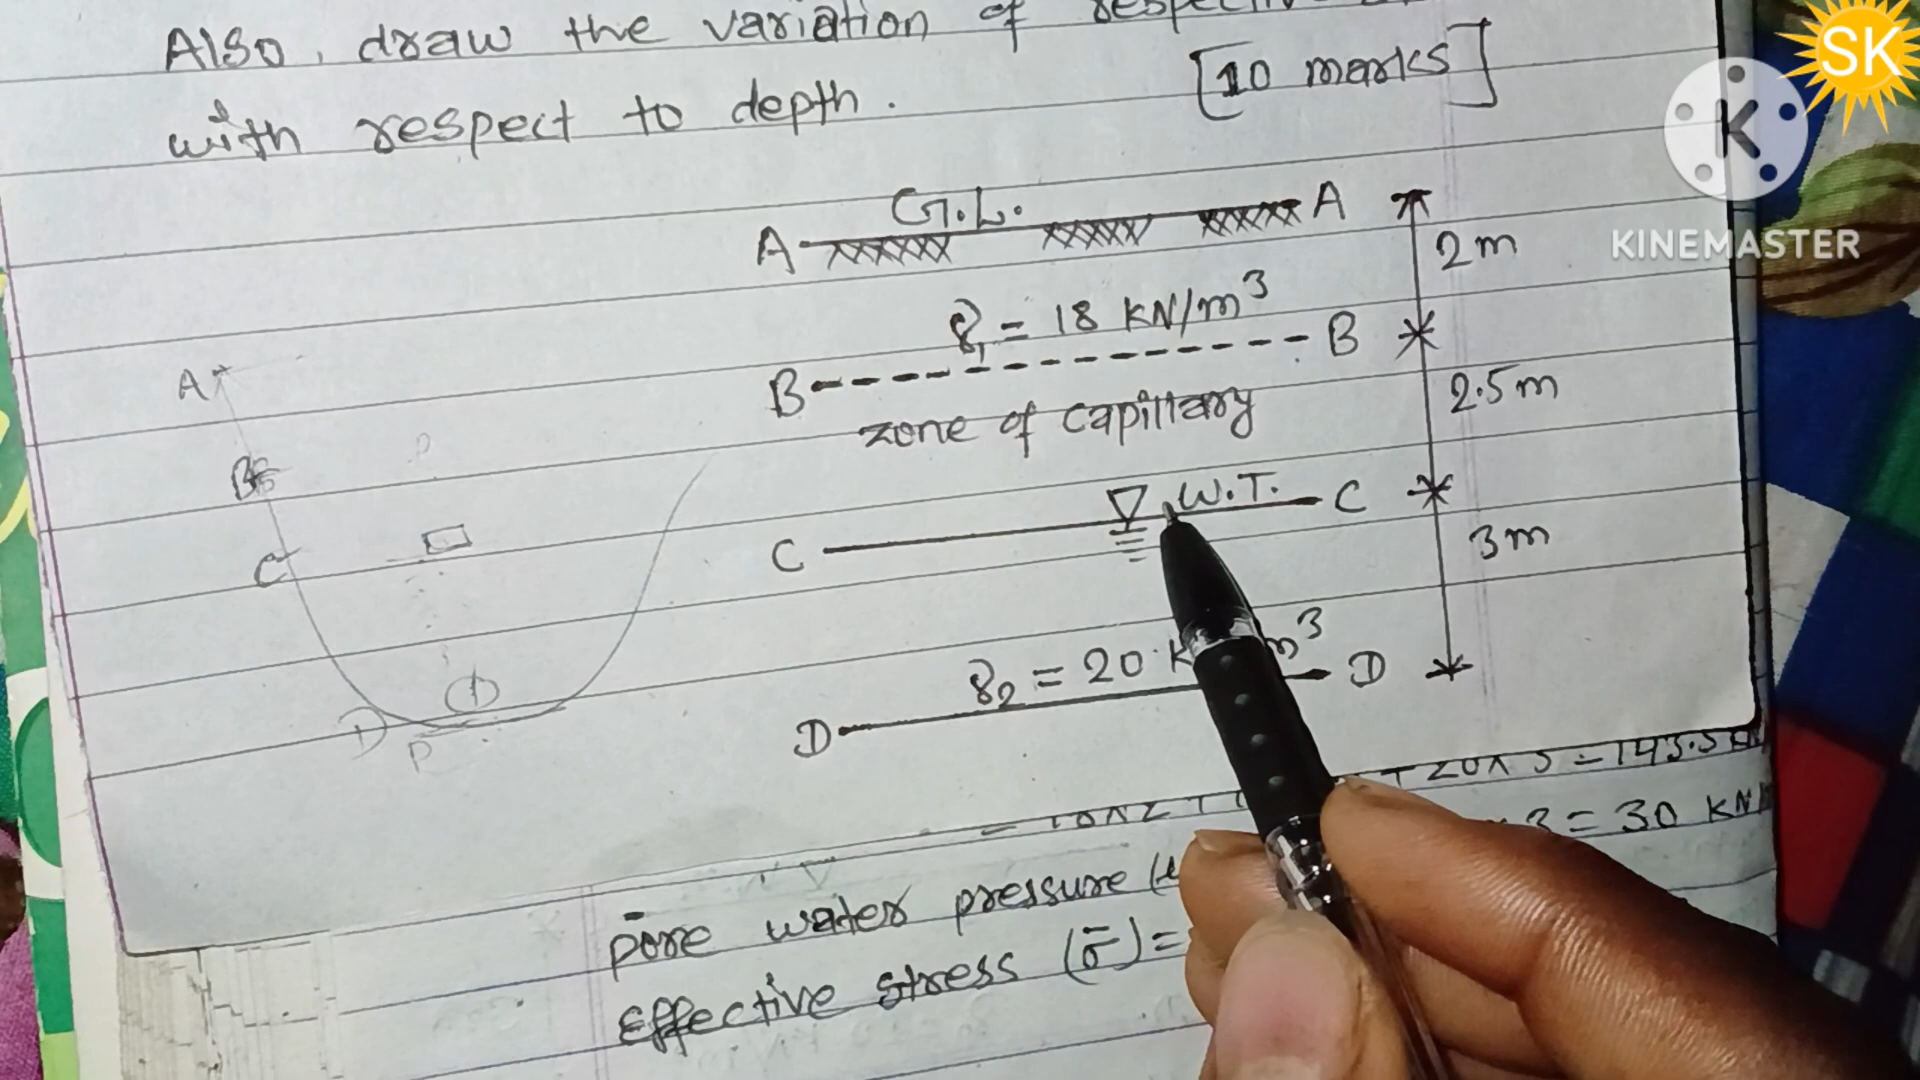 Also, draw the variation of
with respect to depth.
[10 marks]
SK
K
KINEMASTER
G.L.
A A
2m
γ1 = 18 KN/m³
B B
2.5m
zone of capillary
W.T.
C C
3m
γ2 = 20
m³
D D
A
B
C
D
3 = 30 KN
pore water pressure
effective stress (σ̄) =